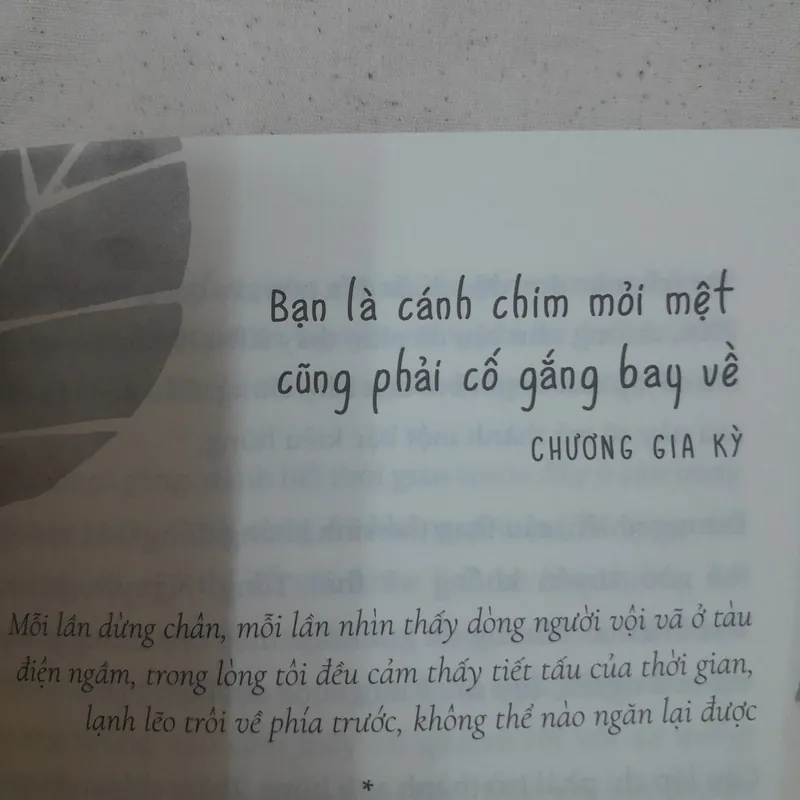 Bạn là cánh chim mỏi mệt
cũng phải cố gắng bay về
CHƯƠNG GIA KỲ
Mỗi lần dừng chân, mỗi lần nhìn thấy dòng người vội vã ở tàu
điện ngầm, trong lòng tôi đều cảm thấy tiết tấu của thời gian,
lạnh lẽo trôi về phía trước, không thể nào ngăn lại được
*